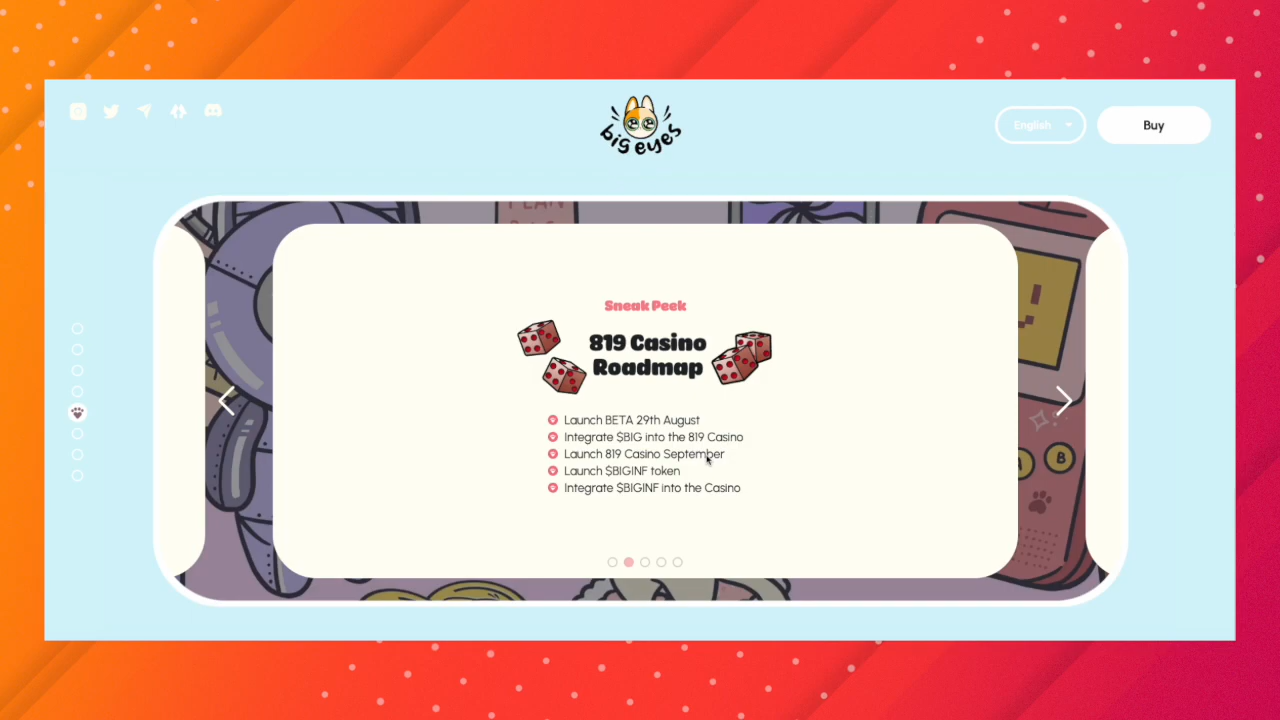 big eyes
English
Buy
PLAN
Sneak Peek
819 Casino
Roadmap
Launch BETA 29th August
Integrate $BIG into the 819 Casino
Launch 819 Casino September
Launch $BIGINF token
Integrate $BIGINF into the Casino
B